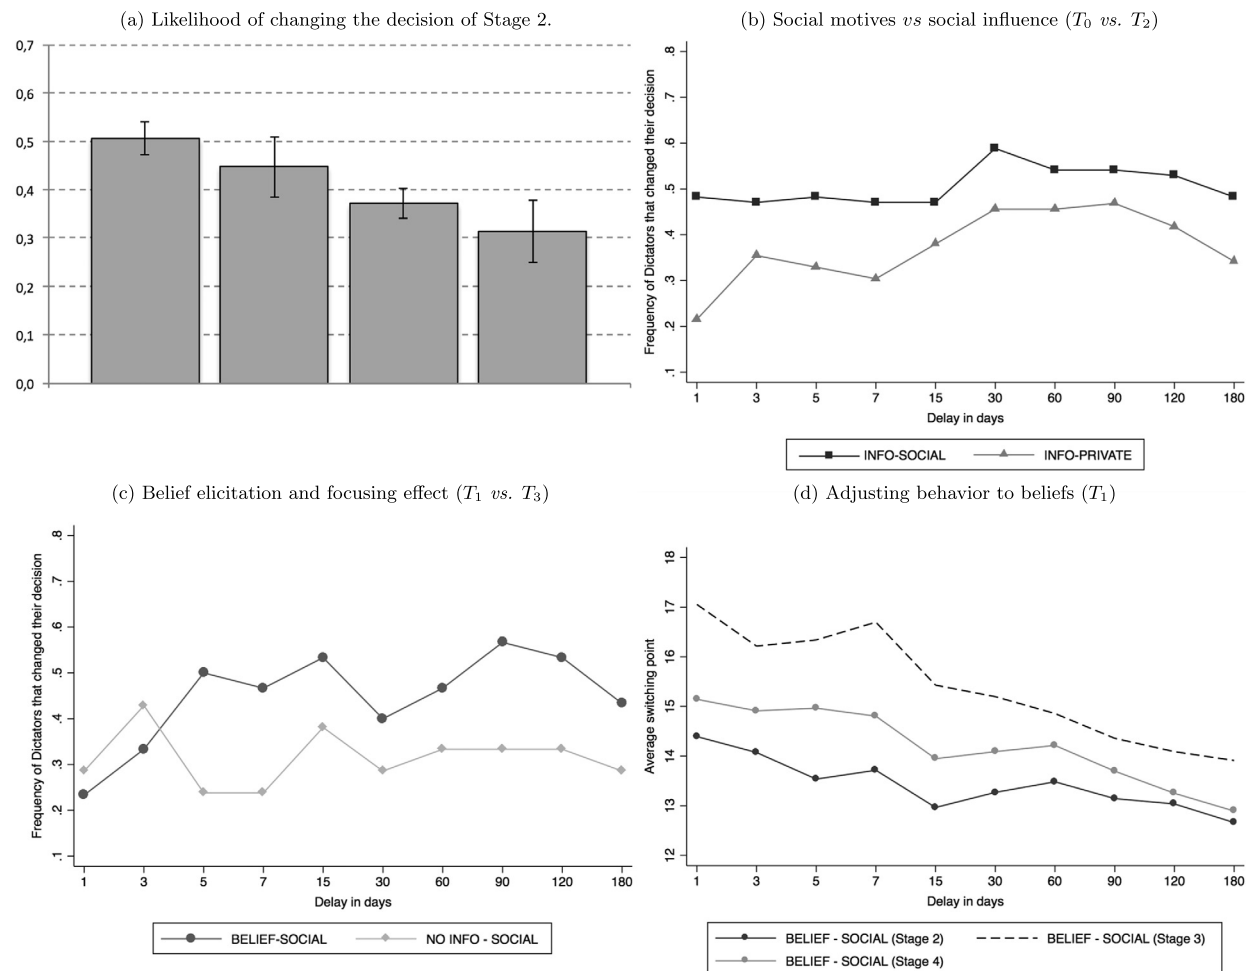 (a) Likelihood of changing the decision of Stage 2.
0,7
0,6
0,5
0,4
0,3
0,2
0,1
0,0
(b) Social motives vs social influence (T0 vs. T2)
Frequency of Dictators that changed their decision
.8
.7
.6
.5
.4
.3
.2
.1
1 3 5 7 15 30 60 90 120 180
Delay in days
INFO-SOCIAL INFO-PRIVATE
(c) Belief elicitation and focusing effect (T1 vs. T3)
Frequency of Dictators that changed their decision
.8
.7
.6
.5
.4
.3
.2
.1
1 3 5 7 15 30 60 90 120 180
Delay in days
BELIEF-SOCIAL NO INFO - SOCIAL
(d) Adjusting behavior to beliefs (T1)
Average switching point
18
17
16
15
14
13
12
1 3 5 7 15 30 60 90 120 180
Delay in days
BELIEF - SOCIAL (Stage 2) BELIEF - SOCIAL (Stage 3)
BELIEF - SOCIAL (Stage 4)